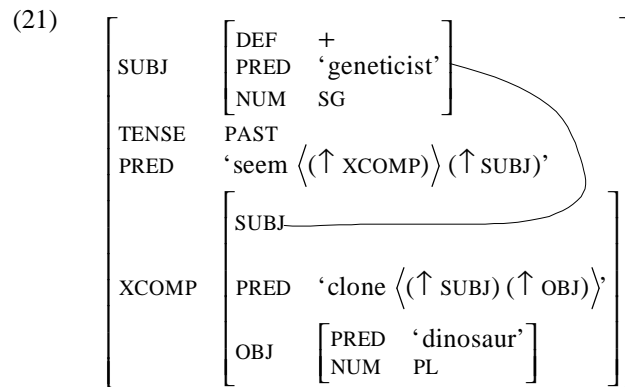 (21)
DEF +
SUBJ PRED ‘geneticist’
NUM SG
TENSE PAST
PRED ‘seem ⟨(↑ XCOMP)⟩ (↑ SUBJ)’
SUBJ
XCOMP PRED ‘clone ⟨(↑ SUBJ) (↑ OBJ)⟩’
PRED ‘dinosaur’
OBJ
NUM PL